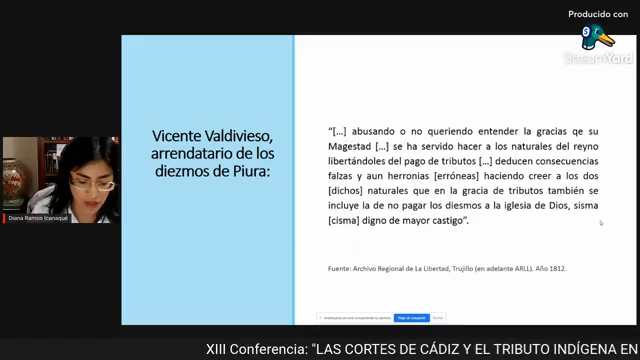 Producido con
StreamYard
Vicente Valdivieso,
arrendatario de los
diezmos de Piura:
“[…] abusando o no queriendo entender la gracias qe su
Magestad […] se ha servido hacer a los naturales del reyno
libertándoles del pago de tributos […] deducen consecuencias
falzas y aun herronias [erróneas] haciendo creer a los dos
[dichos] naturales que en la gracia de tributos también se
incluye la de no pagar los diesmos a la iglesia de Dios, sisma
[cisma] digno de mayor castigo”.
Diana Ramos Icanaqué
Fuente: Archivo Regional de La Libertad, Trujillo (en adelante ARLL). Año 1812.
XIII Conferencia: "LAS CORTES DE CÁDIZ Y EL TRIBUTO INDÍGENA EN